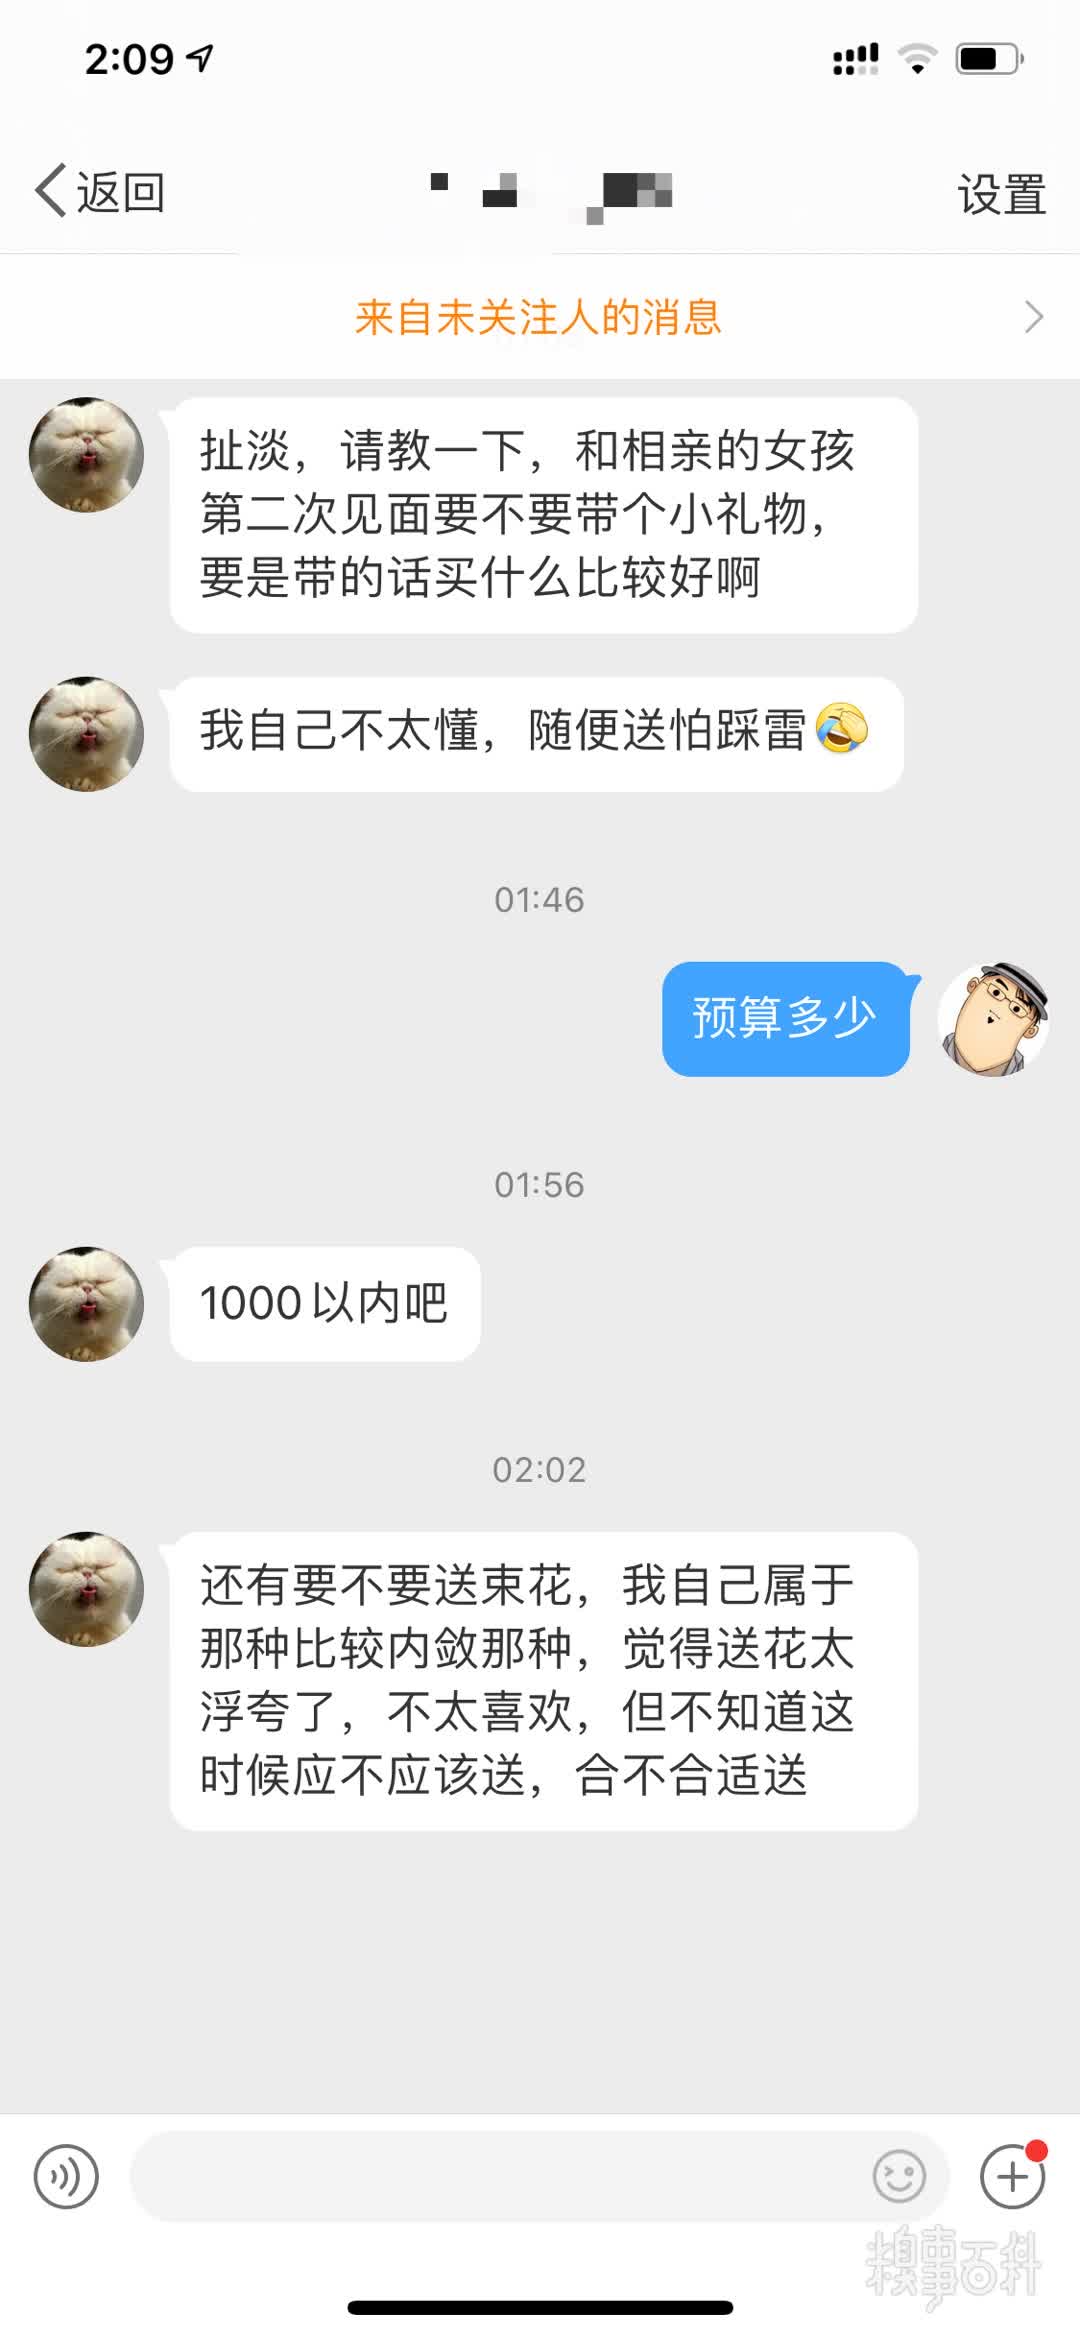 2:09
返回
设置
来自未关注人的消息
扯淡，请教一下，和相亲的女孩
第二次见面要不要带个小礼物，
要是带的话买什么比较好啊
我自己不太懂，随便送怕踩雷
01:46
预算多少
01:56
1000以内吧
02:02
还有要不要送束花，我自己属于
那种比较内敛那种，觉得送花太
浮夸了，不太喜欢，但不知道这
时候应不应该送，合不合适送
糗事百科